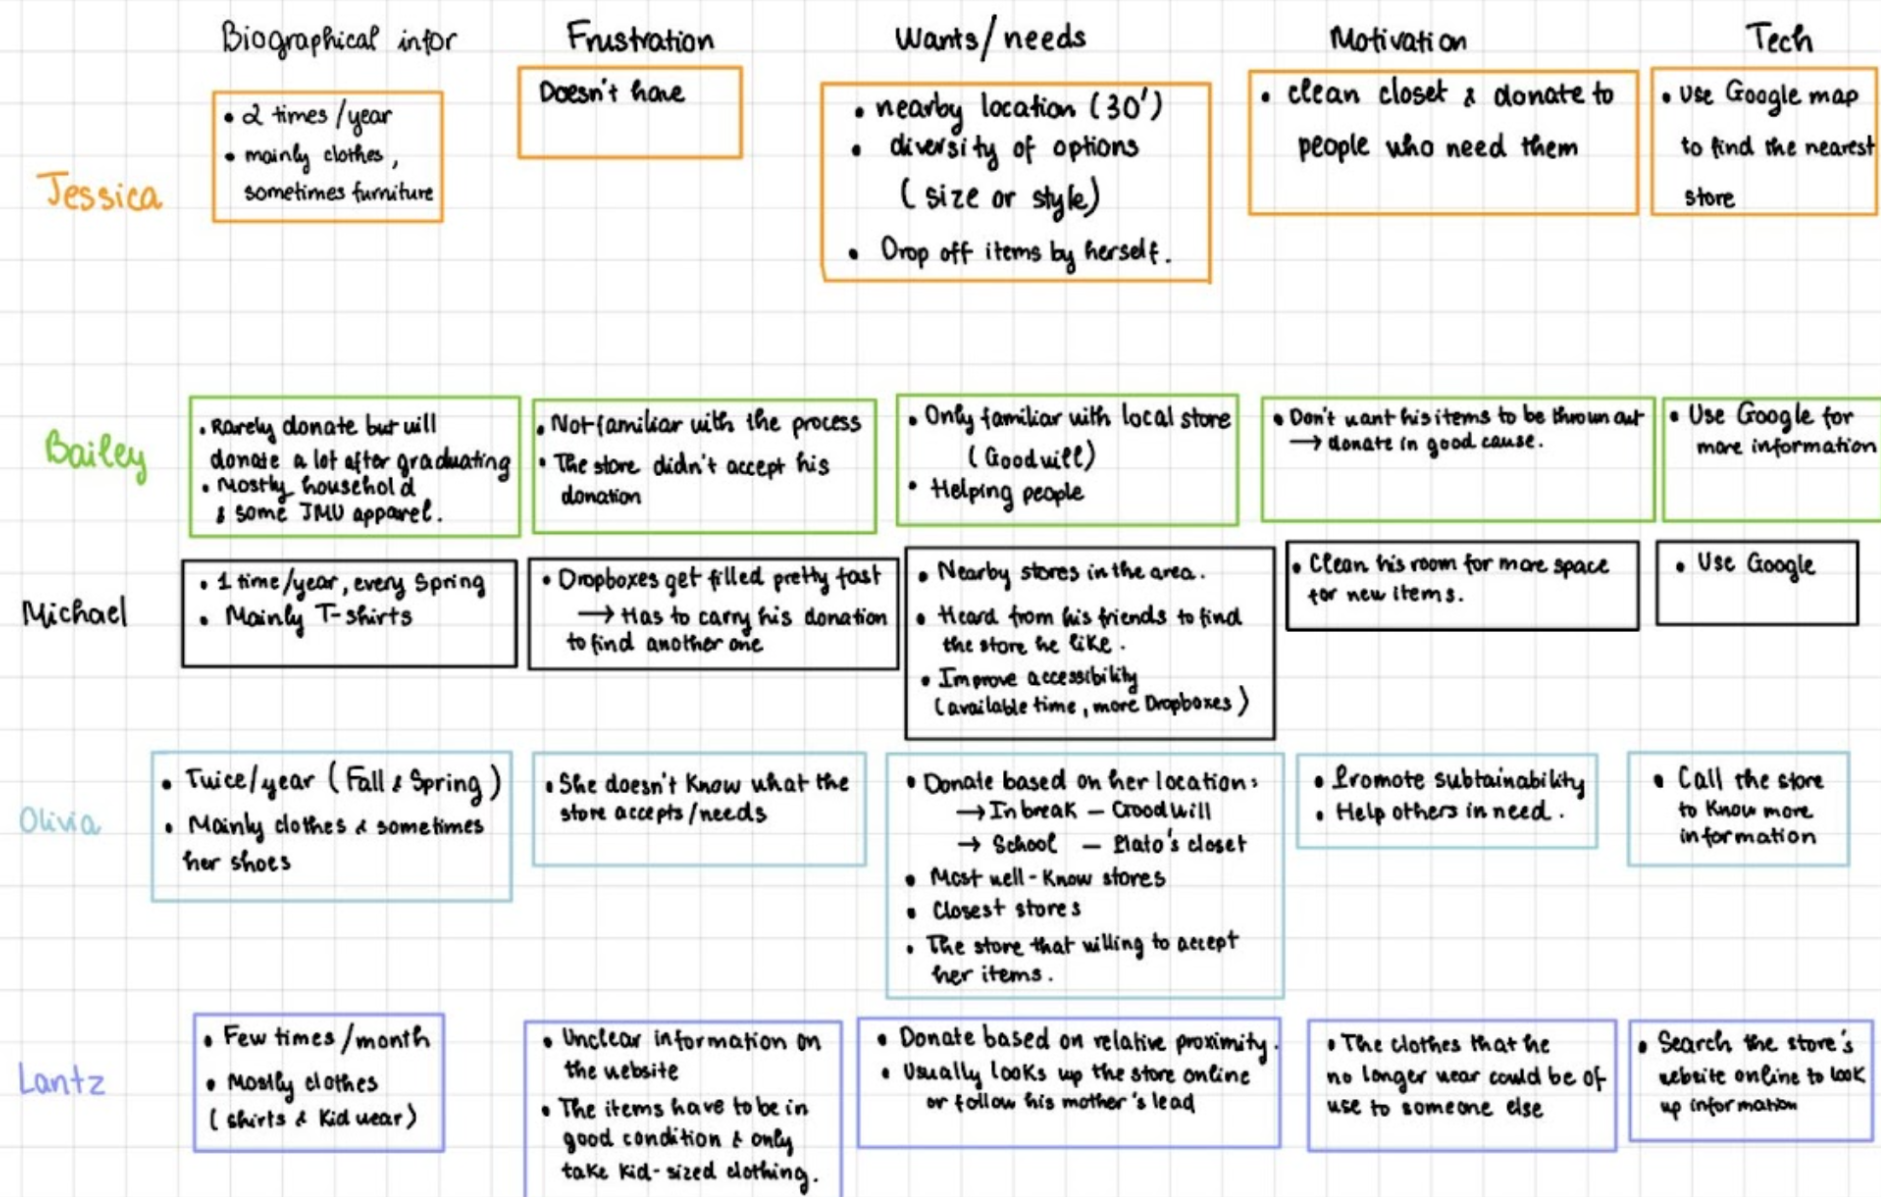 Biographical infor
Frustration
Wants/needs
Motivation
Tech
Jessica
• 2 times/year
• mainly clothes,
sometimes furniture
Doesn't have
• nearby location (30')
• diversity of options
(size or style)
• Drop off items by herself.
• clean closet & donate to
people who need them
• Use Google map
to find the nearest
store
Bailey
• Rarely donate but will
donate a lot after graduating
• Mostly household
& some JMU apparel.
• Not familiar with the process
• The store didn't accept his
donation
• Only familiar with local store
(Goodwill)
• Helping people
• Don't want his items to be thrown out
→ donate in good cause.
• Use Google for
more information
Michael
• 1 time/year, every Spring
• Mainly T-shirts
• Dropboxes get filled pretty fast
→ Has to carry his donation
to find another one
• Nearby stores in the area.
• Heard from his friends to find
the store he like.
• Improve accessibility
(available time, more Dropboxes)
• Clean his room for more space
for new items.
• Use Google
Olivia
• Twice/year (Fall & Spring)
• Mainly clothes & sometimes
her shoes
• She doesn't know what the
store accepts/needs
• Donate based on her location:
→ In break – Goodwill
→ School – Plato's closet
• Most well-know stores
• Closest stores
• The store that willing to accept
her items.
• Promote subtainability
• Help others in need.
• Call the store
to know more
information
Lantz
• Few times/month
• Mostly clothes
(shirts & kid wear)
• Unclear information on
the website
• The items have to be in
good condition & only
take kid-sized clothing.
• Donate based on relative proximity.
• Usually looks up the store online
or follow his mother's lead
• The clothes that he
no longer wear could be of
use to someone else
• Search the store's
website online to look
up information